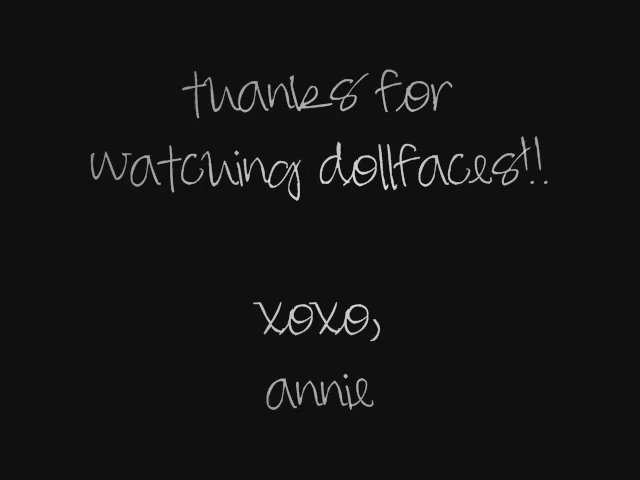 thanks for
watching dollfaces!!
xoxo,
annie